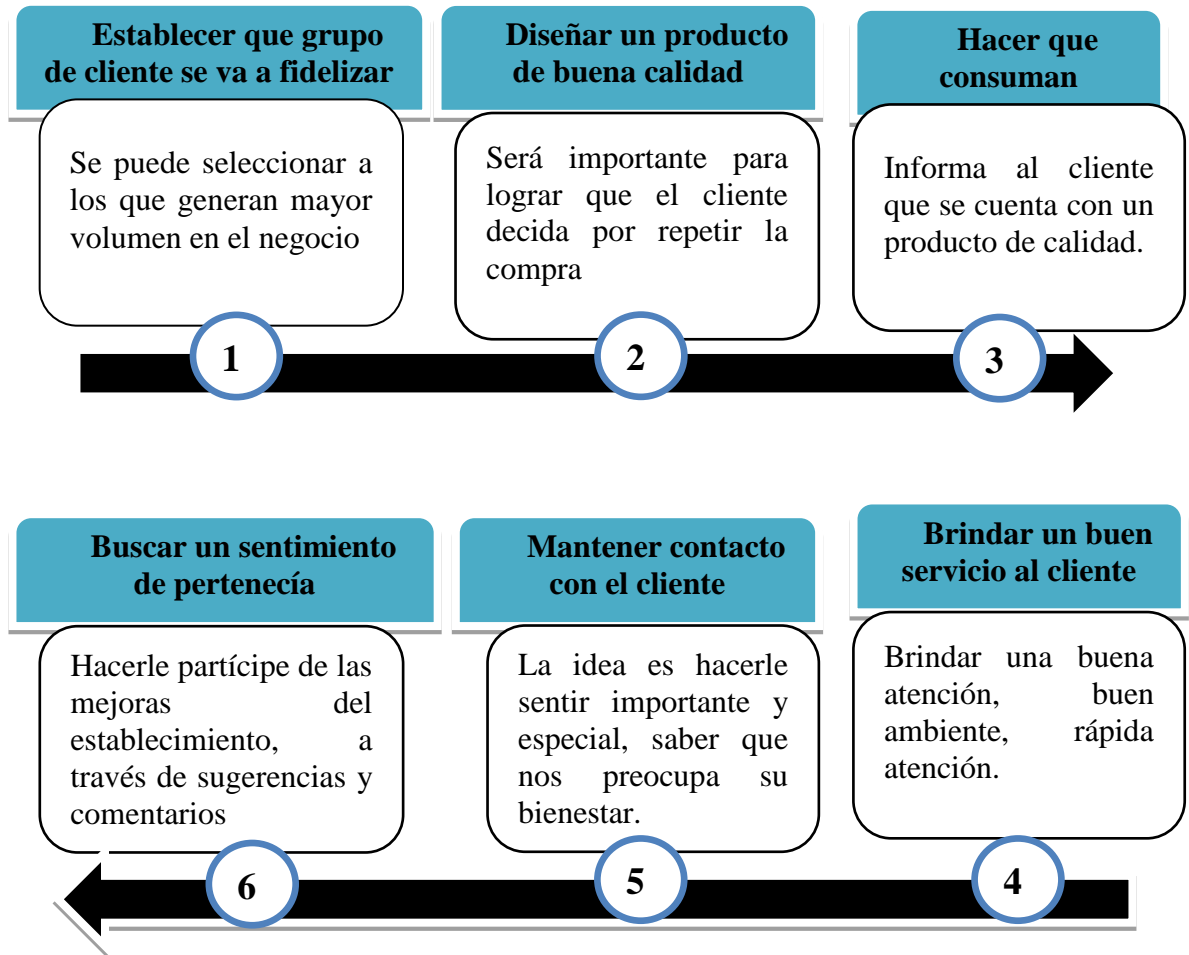 Establecer que grupo
de cliente se va a fidelizar
Se puede seleccionar a
los que generan mayor
volumen en el negocio
1
Diseñar un producto
de buena calidad
Será importante para
lograr que el cliente
decida por repetir la
compra
2
Hacer que
consuman
Informa al cliente
que se cuenta con un
producto de calidad.
3
Brindar un buen
servicio al cliente
Brindar una buena
atención, buen
ambiente, rápida
atención.
4
Mantener contacto
con el cliente
La idea es hacerle
sentir importante y
especial, saber que
nos preocupa su
bienestar.
5
Buscar un sentimiento
de pertenecía
Hacerle partícipe de las
mejoras del
establecimiento, a
través de sugerencias y
comentarios
6